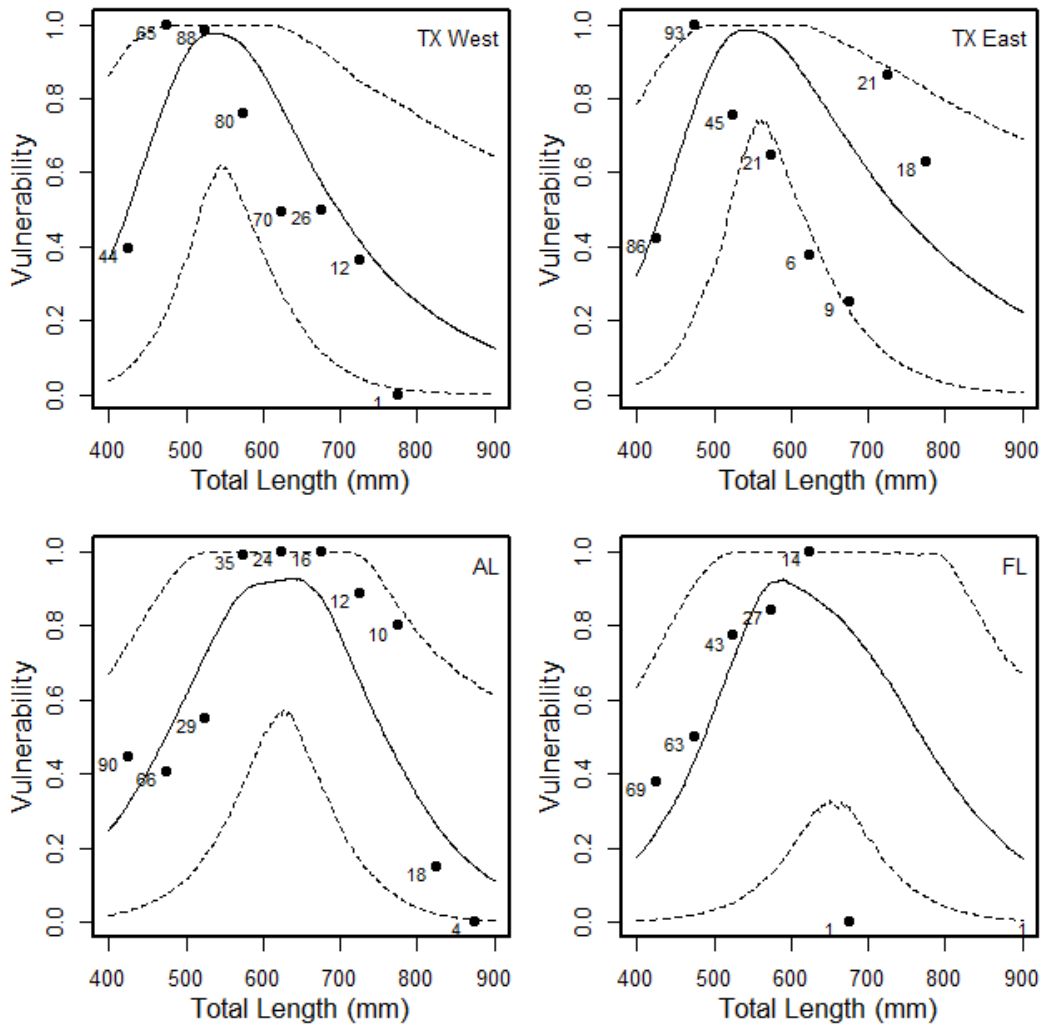 TX West
65
88
80
44
70
26
12
1
Vulnerability
0.0 0.2 0.4 0.6 0.8 1.0
400 500 600 700 800 900
Total Length (mm)
TX East
93
21
45
21
18
86
6
9
Vulnerability
0.0 0.2 0.4 0.6 0.8 1.0
400 500 600 700 800 900
Total Length (mm)
AL
35
24
16
12
10
29
90
66
18
4
Vulnerability
0.0 0.2 0.4 0.6 0.8 1.0
400 500 600 700 800 900
Total Length (mm)
FL
14
27
43
63
69
1
1
Vulnerability
0.0 0.2 0.4 0.6 0.8 1.0
400 500 600 700 800 900
Total Length (mm)